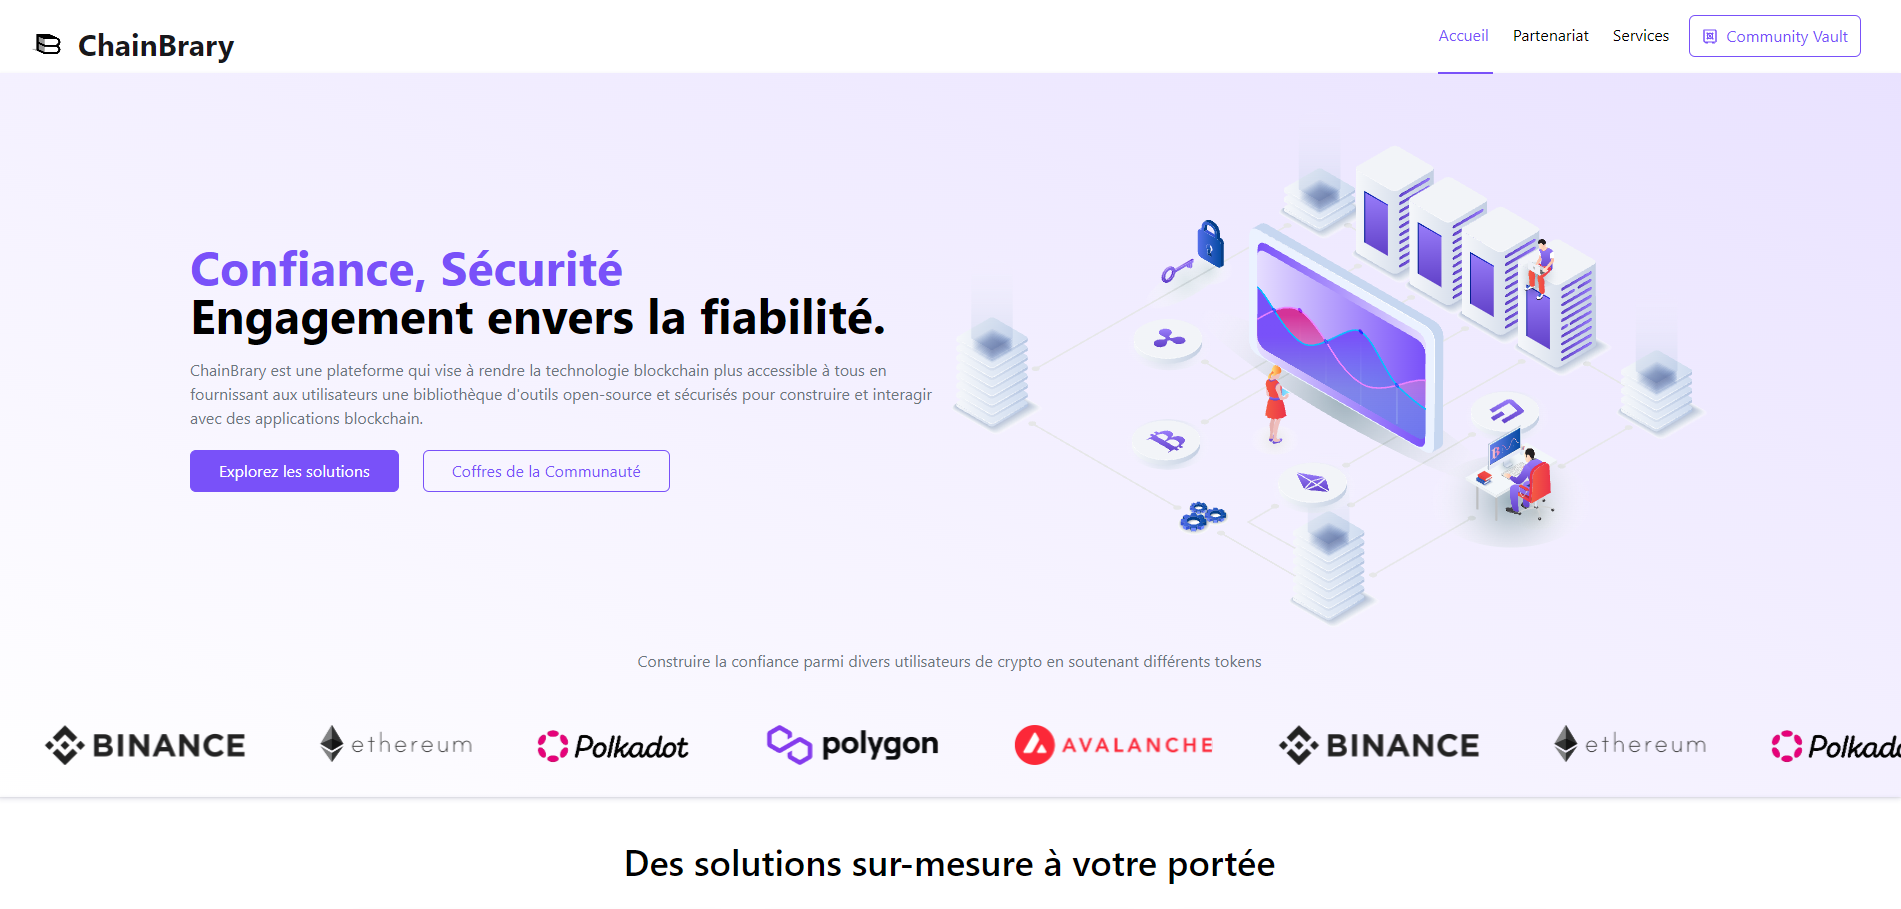 ChainBrary
Accueil
Partenariat
Services
Community Vault
Confiance, Sécurité
Engagement envers la fiabilité.
ChainBrary est une plateforme qui vise à rendre la technologie blockchain plus accessible à tous en
fournissant aux utilisateurs une bibliothèque d'outils open-source et sécurisés pour construire et interagir
avec des applications blockchain.
Explorez les solutions
Coffres de la Communauté
Construire la confiance parmi divers utilisateurs de crypto en soutenant différents tokens
BINANCE
ethereum
Polkadot
polygon
AVALANCHE
BINANCE
ethereum
Polkado
Des solutions sur-mesure à votre portée